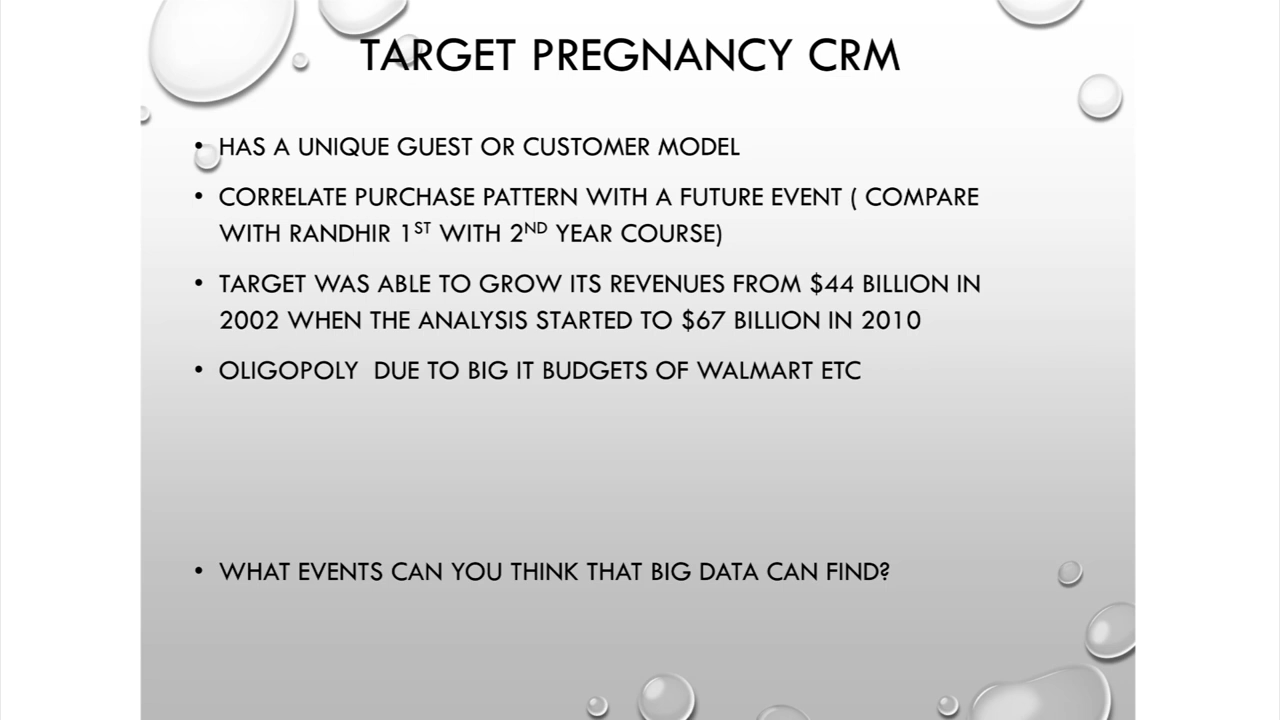 TARGET PREGNANCY CRM
• HAS A UNIQUE GUEST OR CUSTOMER MODEL
• CORRELATE PURCHASE PATTERN WITH A FUTURE EVENT ( COMPARE
WITH RANDHIR 1ST WITH 2ND YEAR COURSE)
• TARGET WAS ABLE TO GROW ITS REVENUES FROM $44 BILLION IN
2002 WHEN THE ANALYSIS STARTED TO $67 BILLION IN 2010
• OLIGOPOLY DUE TO BIG IT BUDGETS OF WALMART ETC
• WHAT EVENTS CAN YOU THINK THAT BIG DATA CAN FIND?